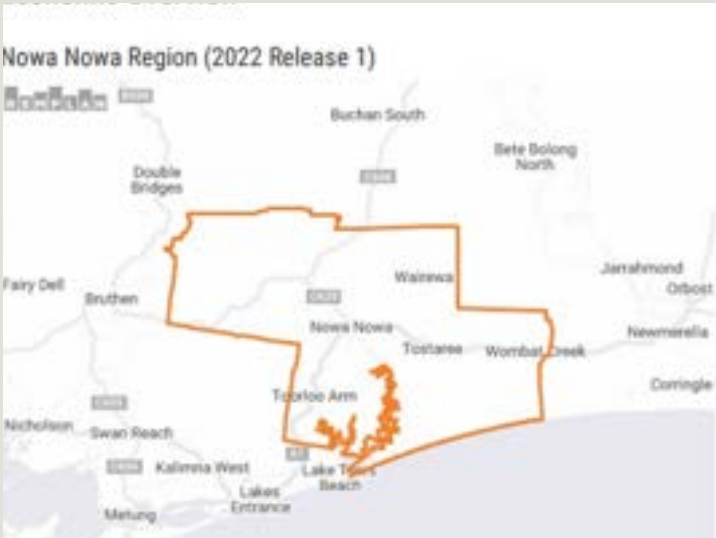 Nowa Nowa Region (2022 Release 1)
REMPLAN
Buchan South
Bete Bolong
North
Double
Bridges
Wairewa
Jarrahmond
Fairy Dell
Orbost
Bruthen
Nowa Nowa
Newmerella
Tostaree
Wombat Creek
Corringle
Toorloo Arm
Nicholson
Swan Reach
Kalimna West
Lake Tyers
Beach
Lakes
Entrance
Metung